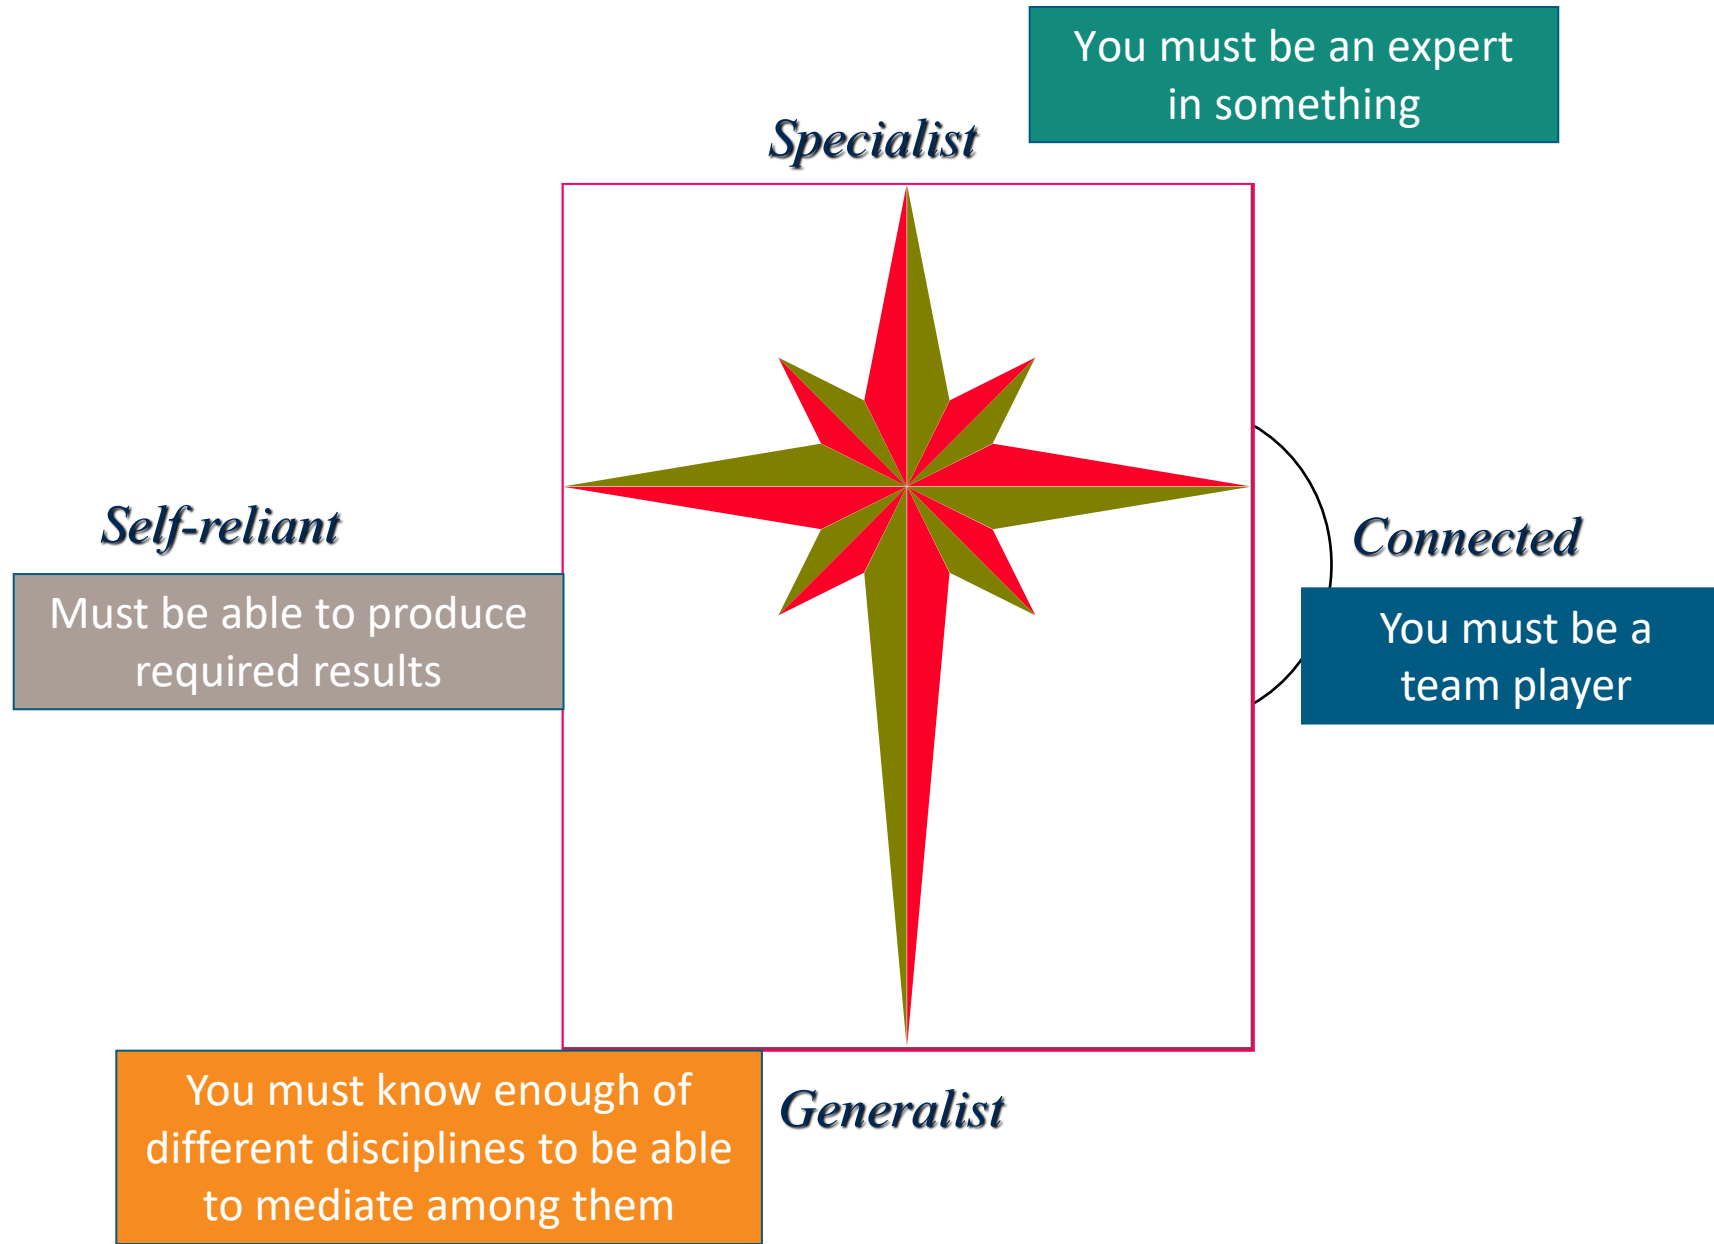 You must be an expert
in something
Specialist
Self-reliant
Must be able to produce
required results
Connected
You must be a
team player
You must know enough of
different disciplines to be able
to mediate among them
Generalist